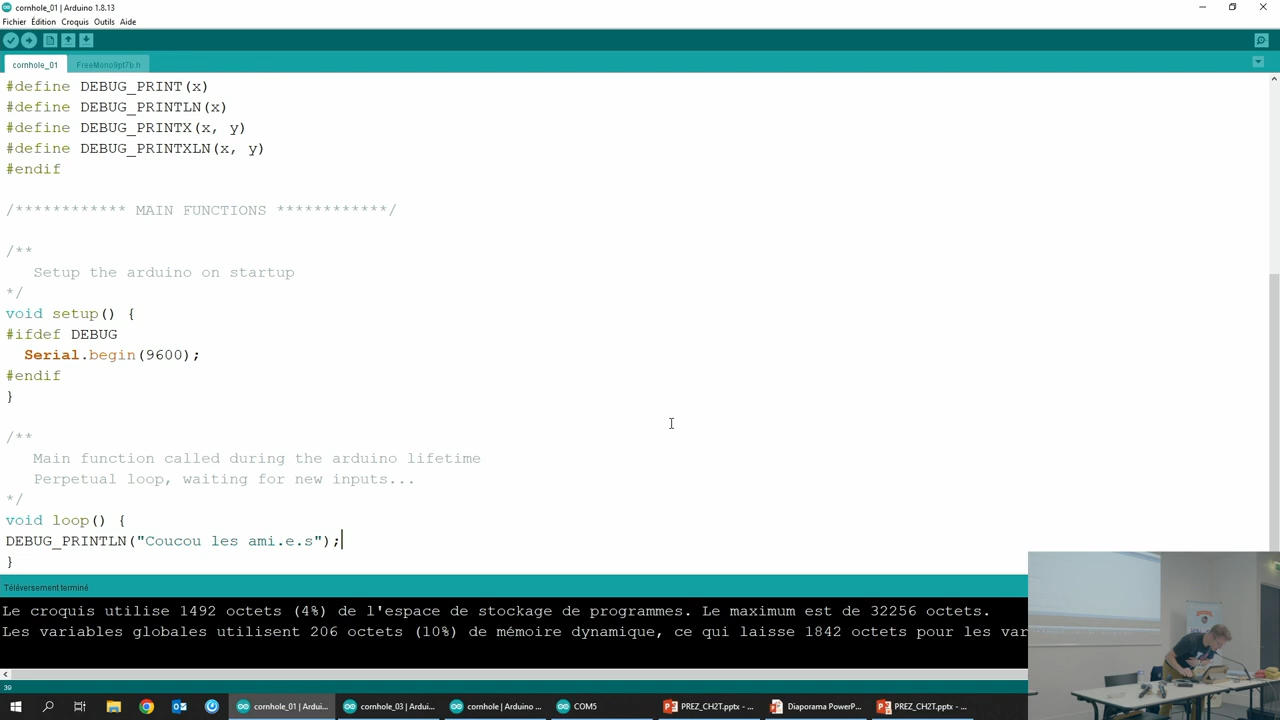 cornhole_01 | Arduino 1.8.13
Fichier Édition Croquis Outils Aide
cornhole_01 FreeMono9pt7b.h
#define DEBUG_PRINT(x)
#define DEBUG_PRINTLN(x)
#define DEBUG_PRINTX(x, y)
#define DEBUG_PRINTXLN(x, y)
#endif
/************ MAIN FUNCTIONS ************/
/**
Setup the arduino on startup
*/
void setup() {
#ifdef DEBUG
Serial.begin(9600);
#endif
}
/**
Main function called during the arduino lifetime
Perpetual loop, waiting for new inputs...
*/
void loop() {
DEBUG_PRINTLN("Coucou les ami.e.s");
}
Téléversement terminé
Le croquis utilise 1492 octets (4%) de l'espace de stockage de programmes. Le maximum est de 32256 octets.
Les variables globales utilisent 206 octets (10%) de mémoire dynamique, ce qui laisse 1842 octets pour les var
39
cornhole_01 | Ardui... cornhole_03 | Ardui... cornhole | Arduino ... COM5 PREZ_CH2T.pptx - ... Diaporama PowerP... PREZ_CH2T.pptx - ...